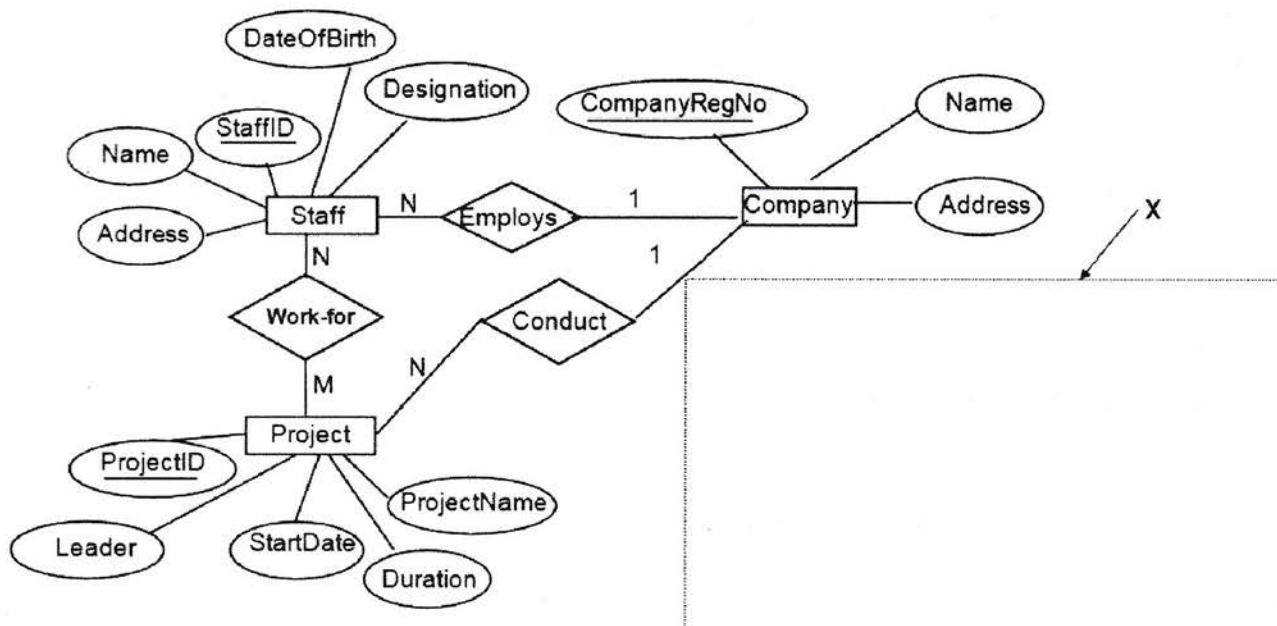 DateOfBirth
Designation
CompanyRegNo
Name
StaffID
Name
Staff
N
Employs
1
Company
Address
X
Address
N
1
Work-for
Conduct
N
M
Project
ProjectID
ProjectName
Leader
StartDate
Duration